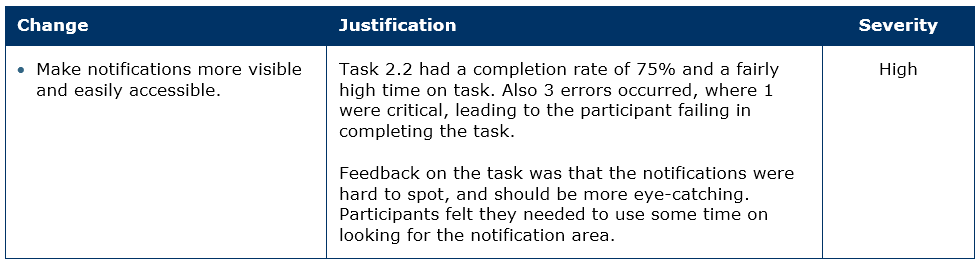 Change Justification Severity
• Make notifications more visible
and easily accessible.
Task 2.2 had a completion rate of 75% and a fairly
high time on task. Also 3 errors occurred, where 1
were critical, leading to the participant failing in
completing the task.
Feedback on the task was that the notifications were
hard to spot, and should be more eye-catching.
Participants felt they needed to use some time on
looking for the notification area.
High